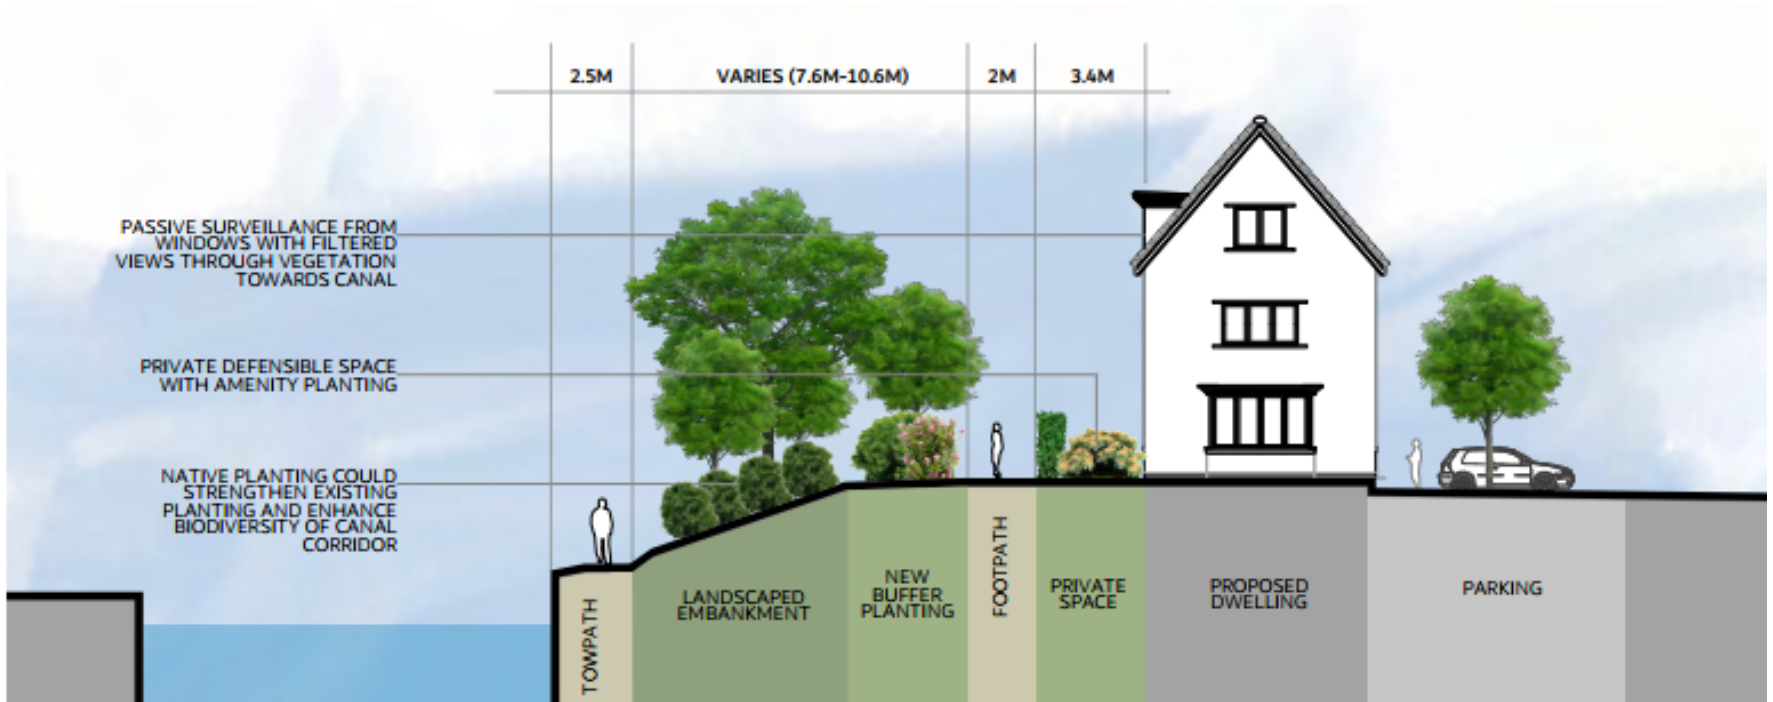 2.5M
VARIES (7.6M-10.6M)
2M
3.4M
PASSIVE SURVEILLANCE FROM
WINDOWS WITH FILTERED
VIEWS THROUGH VEGETATION
TOWARDS CANAL
PRIVATE DEFENSIBLE SPACE
WITH AMENITY PLANTING
NATIVE PLANTING COULD
STRENGTHEN EXISTING
PLANTING AND ENHANCE
BIODIVERSITY OF CANAL
CORRIDOR
TOWPATH
LANDSCAPED
EMBANKMENT
NEW
BUFFER
PLANTING
FOOTPATH
PRIVATE
SPACE
PROPOSED
DWELLING
PARKING